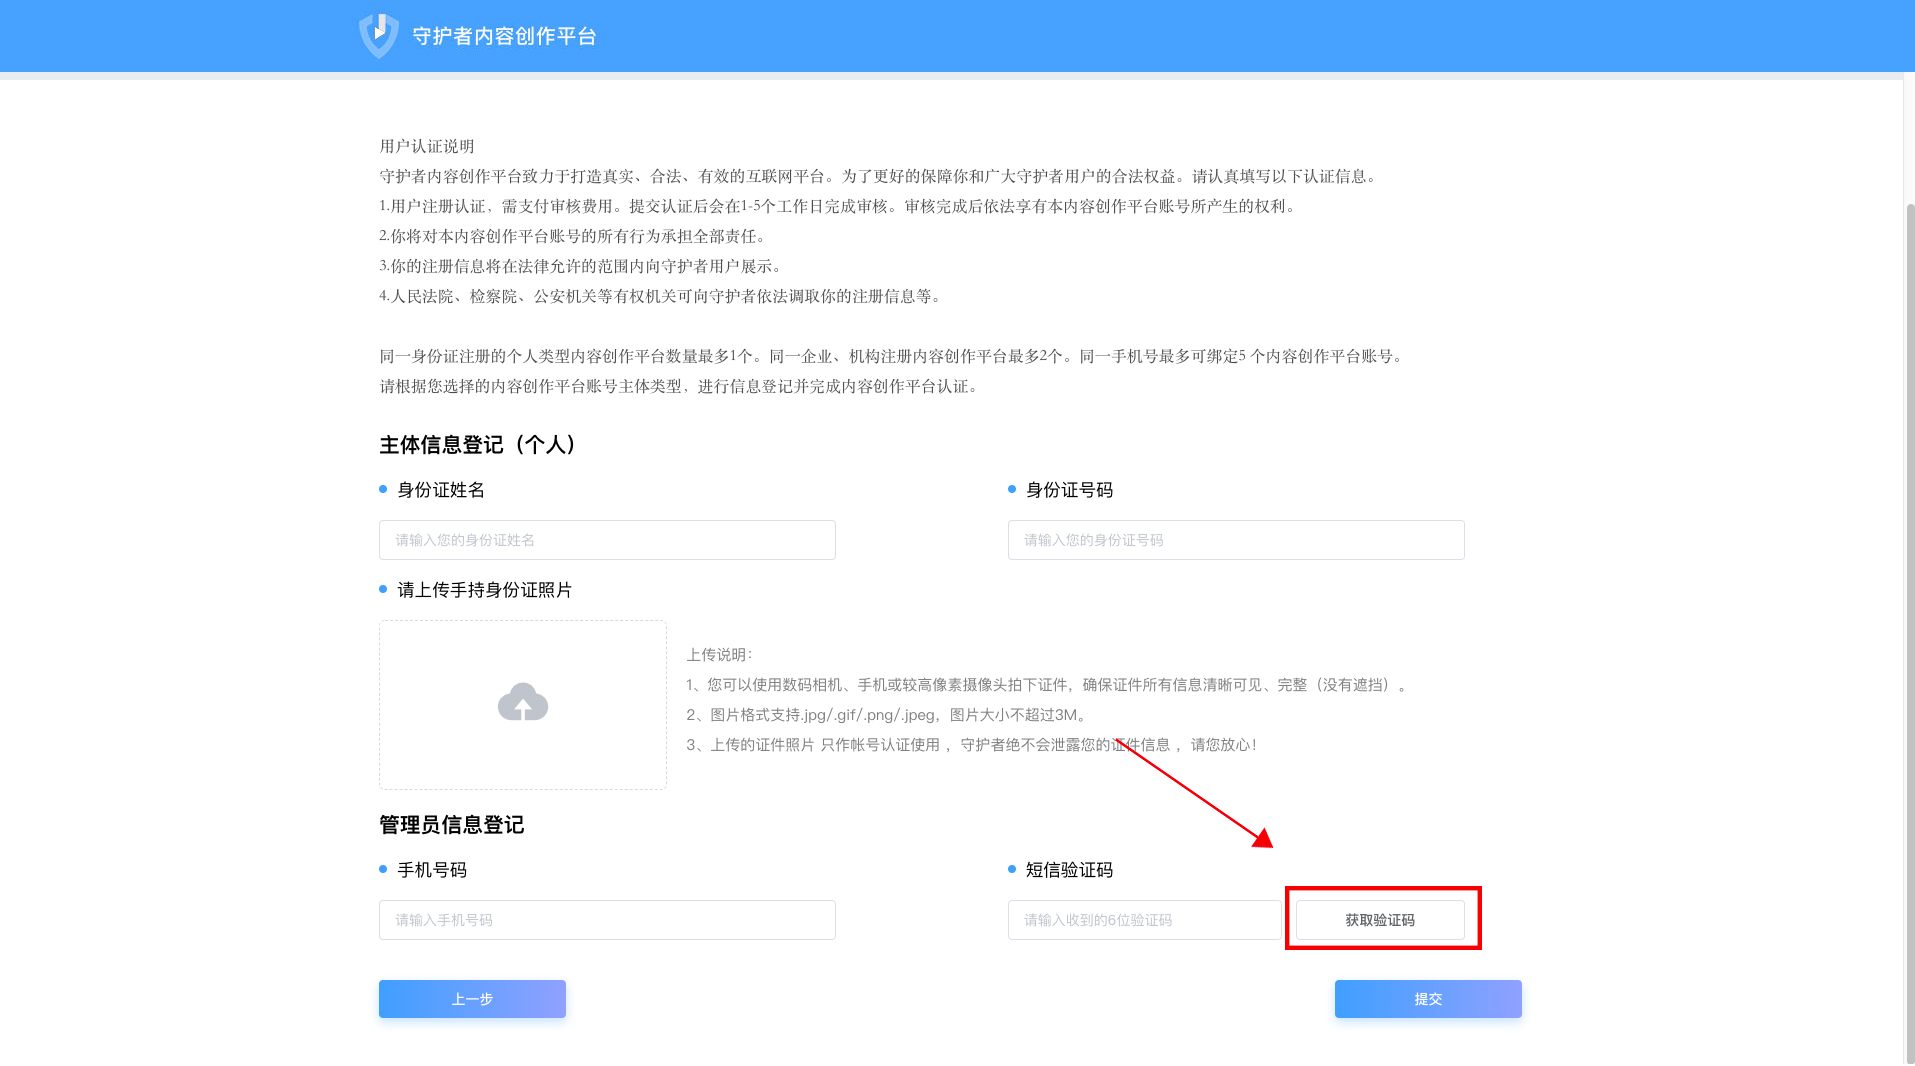 守护者内容创作平台
用户认证说明
守护者内容创作平台致力于打造真实、合法、有效的互联网平台。为了更好的保障你和广大守护者用户的合法权益。请认真填写以下认证信息。
1.用户注册认证，需支付审核费用。提交认证后会在1-5个工作日完成审核。审核完成后依法享有本内容创作平台账号所产生的权利。
2.你将对本内容创作平台账号的所有行为承担全部责任。
3.你的注册信息将在法律允许的范围内向守护者用户展示。
4.人民法院、检察院、公安机关等有权机关可向守护者依法调取你的注册信息等。
同一身份证注册的个人类型内容创作平台数量最多1个。同一企业、机构注册内容创作平台最多2个。同一手机号最多可绑定5 个内容创作平台账号。
请根据您选择的内容创作平台账号主体类型，进行信息登记并完成内容创作平台认证。
主体信息登记（个人）
身份证姓名
身份证号码
请输入您的身份证姓名
请输入您的身份证号码
请上传手持身份证照片
上传说明：
1、您可以使用数码相机、手机或较高像素摄像头拍下证件，确保证件所有信息清晰可见、完整（没有遮挡）。
2、图片格式支持.jpg/.gif/.png/.jpeg，图片大小不超过3M。
3、上传的证件照片 只作帐号认证使用 ，守护者绝不会泄露您的证件信息 ，请您放心！
管理员信息登记
手机号码
短信验证码
请输入手机号码
请输入收到的6位验证码
获取验证码
上一步
提交